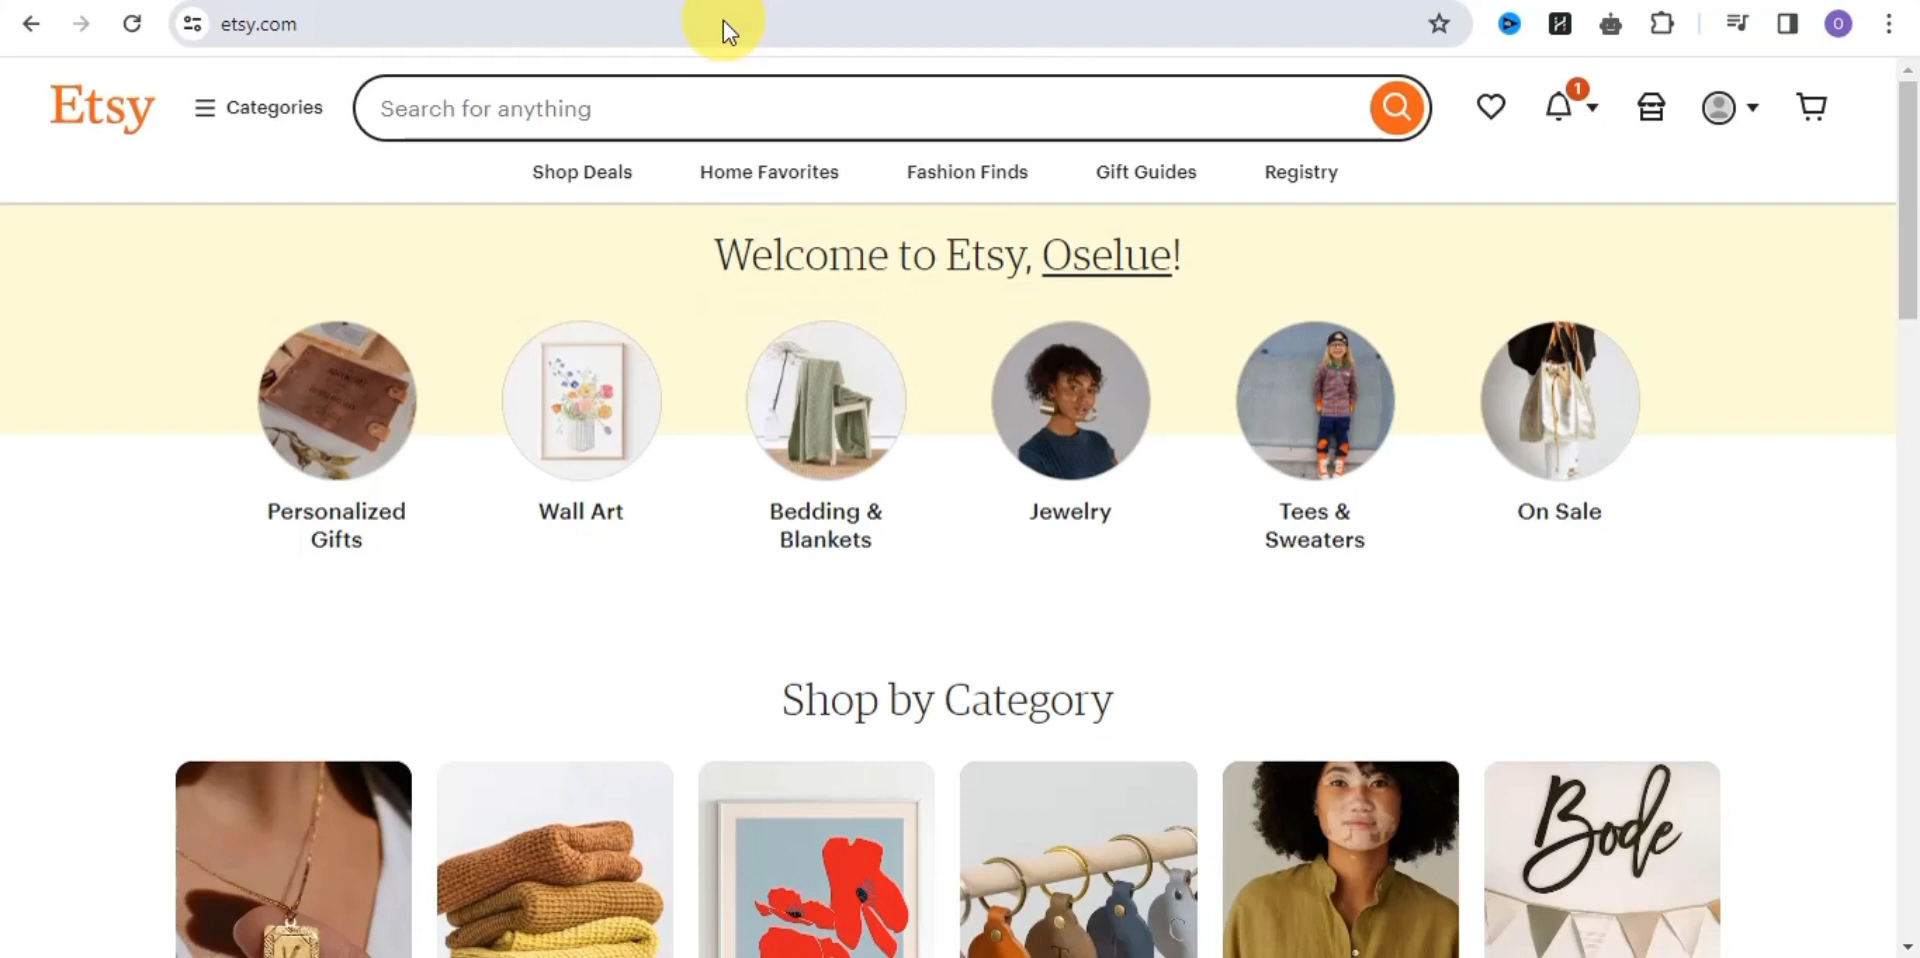 etsy.com
O
Etsy
Categories
Search for anything
1
Shop Deals
Home Favorites
Fashion Finds
Gift Guides
Registry
Welcome to Etsy, Oselue!
Personalized
Gifts
Wall Art
Bedding &
Blankets
Jewelry
Tees &
Sweaters
On Sale
Shop by Category
Bode